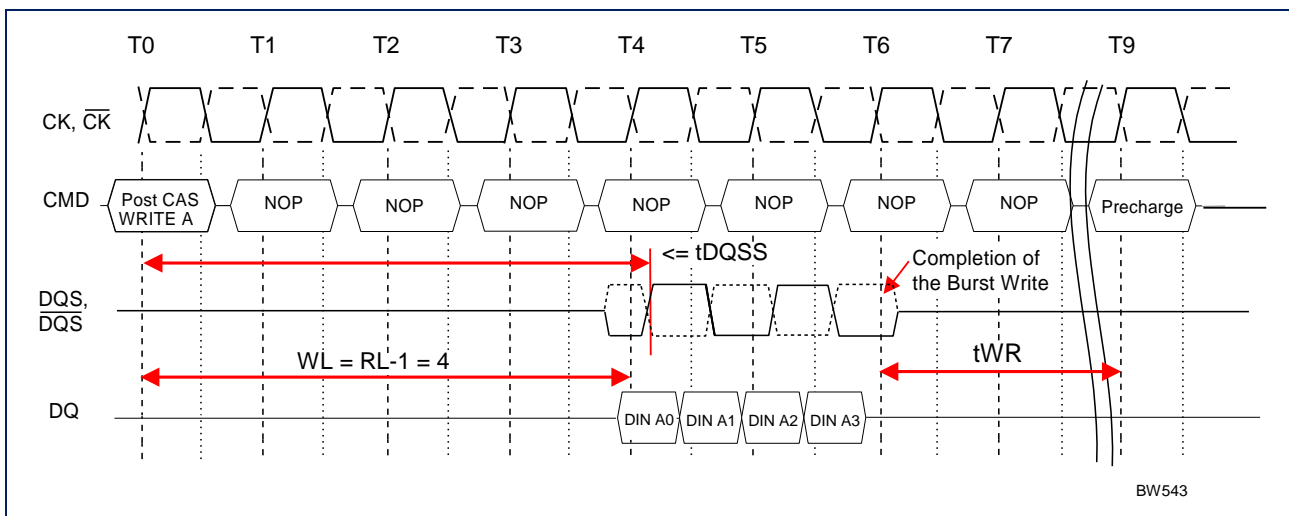 T0 T1 T2 T3 T4 T5 T6 T7 T9
CK, CK
CMD Post CAS WRITE A NOP NOP NOP NOP NOP NOP NOP Precharge
<= tDQSS
Completion of
the Burst Write
DQS,
DQS
WL = RL-1 = 4
tWR
DQ DIN A0 DIN A1 DIN A2 DIN A3
BW543